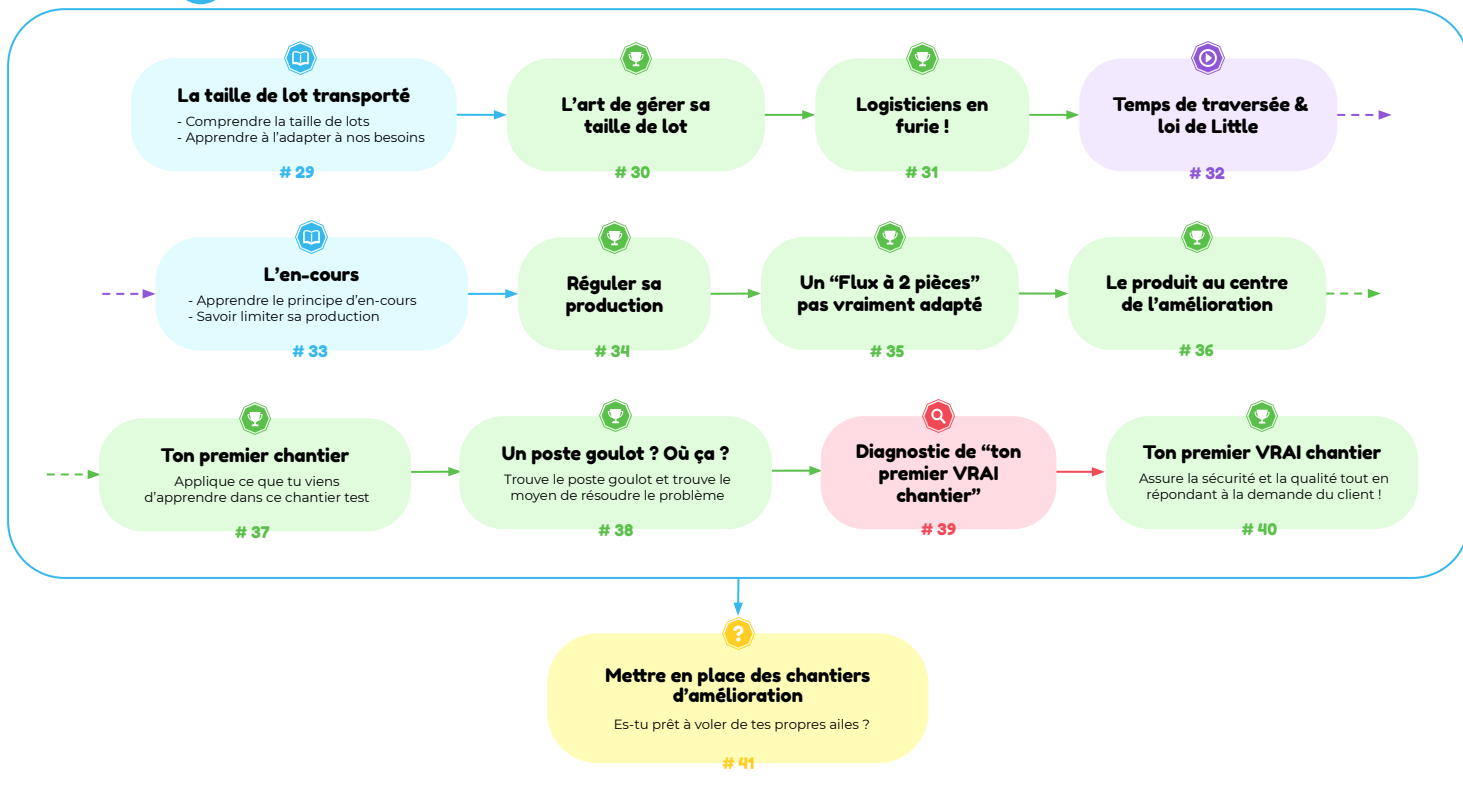 La taille de lot transporté
- Comprendre la taille de lots
- Apprendre à l'adapter à nos besoins
# 29
L'art de gérer sa
taille de lot
# 30
Logisticiens en
furie !
# 31
Temps de traversée &
loi de Little
# 32
L'en-cours
- Apprendre le principe d'en-cours
- Savoir limiter sa production
# 33
Réguler sa
production
# 34
Un “Flux à 2 pièces”
pas vraiment adapté
# 35
Le produit au centre
de l'amélioration
# 36
Ton premier chantier
Applique ce que tu viens
d'apprendre dans ce chantier test
# 37
Un poste goulot ? Où ça ?
Trouve le poste goulot et trouve le
moyen de résoudre le problème
# 38
Diagnostic de “ton
premier VRAI
chantier”
# 39
Ton premier VRAI chantier
Assure la sécurité et la qualité tout en
répondant à la demande du client !
# 40
?
Mettre en place des chantiers
d'amélioration
Es-tu prêt à voler de tes propres ailes ?
# 41